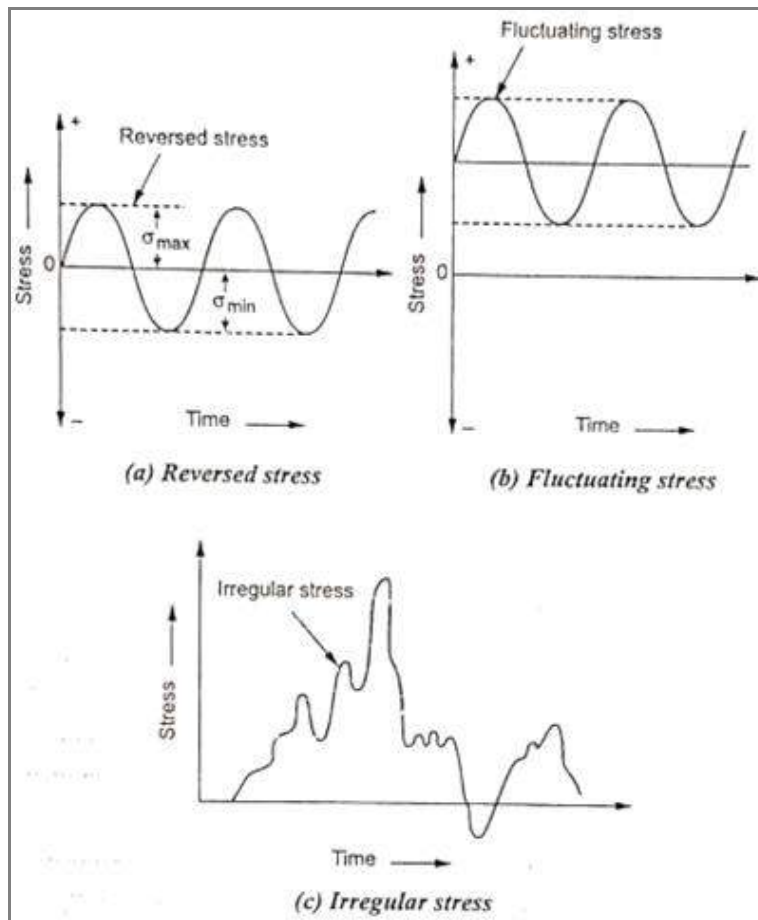 +
Reversed stress
σmax
0
σmin
Stress
−
Time
(a) Reversed stress
Fluctuating stress
+
0
Stress
−
Time
(b) Fluctuating stress
Irregular stress
Stress
Time
(c) Irregular stress